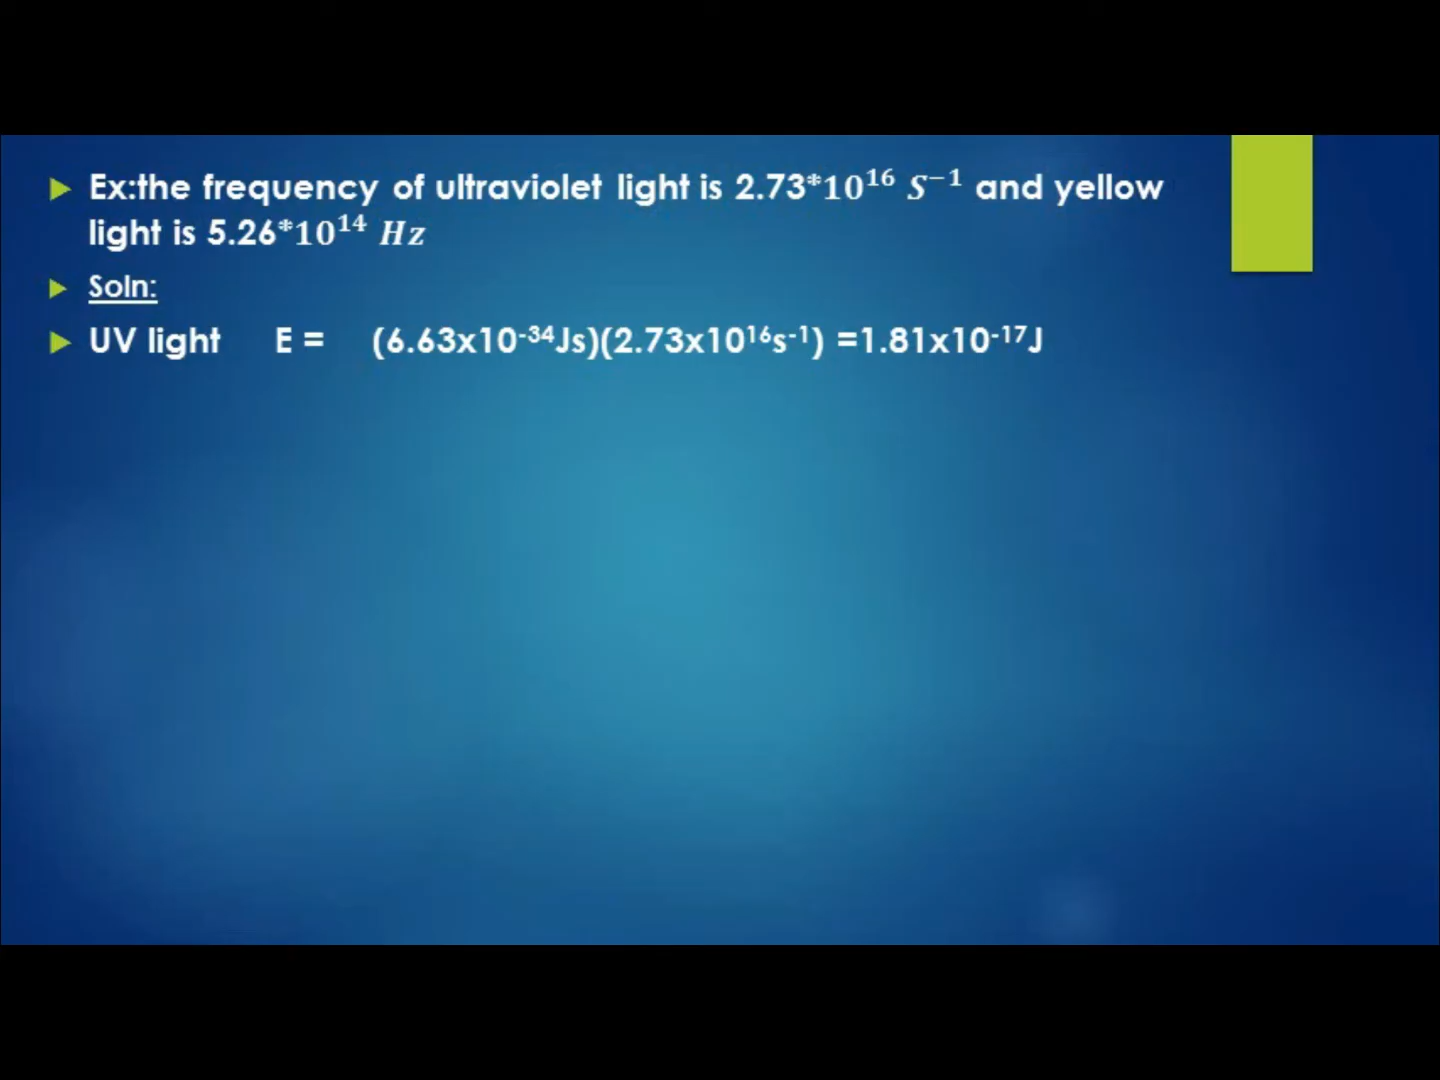 Ex:the frequency of ultraviolet light is 2.73*10¹⁶ S⁻¹ and yellow
light is 5.26*10¹⁴ Hz
Soln:
UV light E = (6.63x10⁻³⁴Js)(2.73x10¹⁶s⁻¹) =1.81x10⁻¹⁷J